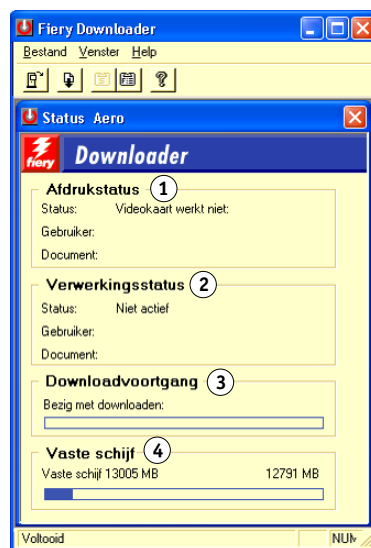 Fiery Downloader
Bestand Venster Help
Status Aero
fiery Downloader
Afdrukstatus 1
Status: Videokaart werkt niet:
Gebruiker:
Document:
Verwerkingsstatus 2
Status: Niet actief
Gebruiker:
Document:
Downloadvoortgang 3
Bezig met downloaden:
Vaste schijf 4
Vaste schijf 13005 MB 12791 MB
Voltooid NUM